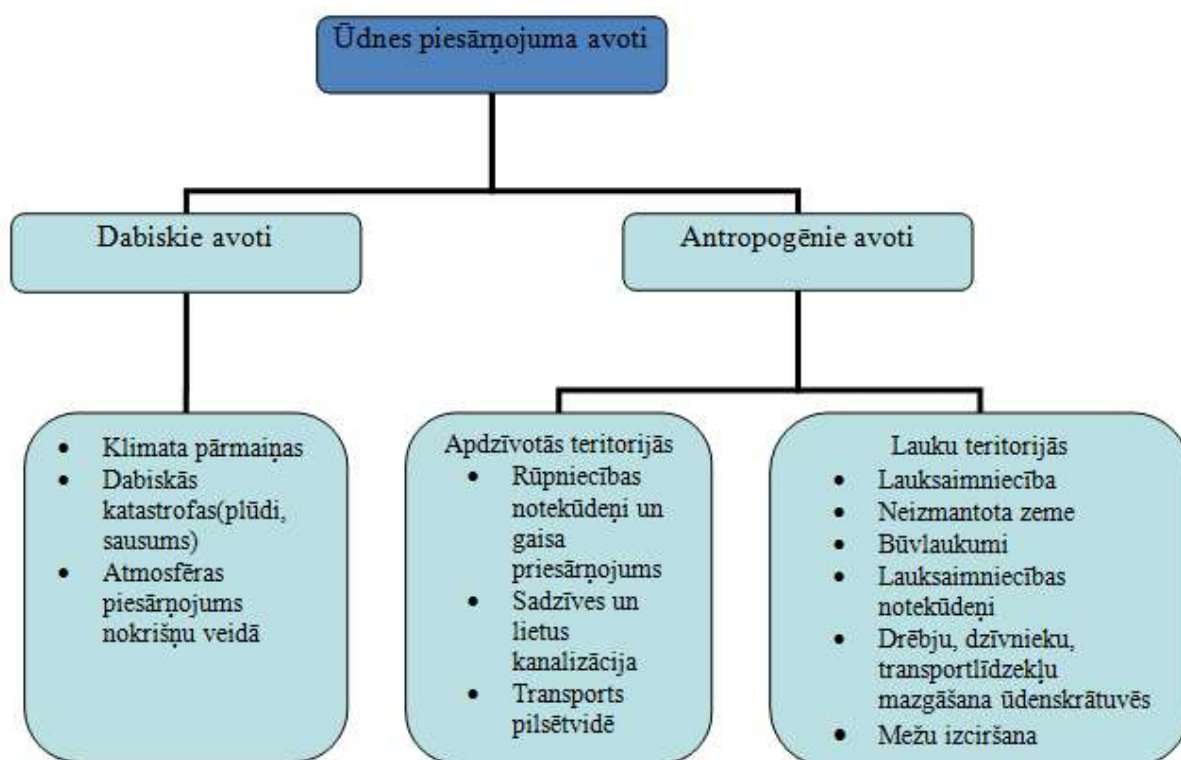 Ūdnes piesārņojuma avoti
Dabiskie avoti
Antropogēnie avoti
• Klimata pārmaiņas
• Dabiskās
katastrofas(plūdi,
sausums)
• Atmosfēras
piesārņojums
nokrišņu veidā
Apdzīvotās teritorijās
• Rūpniecības
notekūdeņi un
gaisa
priesārņojums
• Sadzīves un
lietus
kanalizācija
• Transports
pilsētvidē
Lauku teritorijās
• Lauksaimniecība
• Neizmantota zeme
• Būvlaukumi
• Lauksaimniecības
notekūdeņi
• Drēbju, dzīvnieku,
transportlīdzekļu
mazgāšana ūdenskrātuvēs
• Mežu izciršana